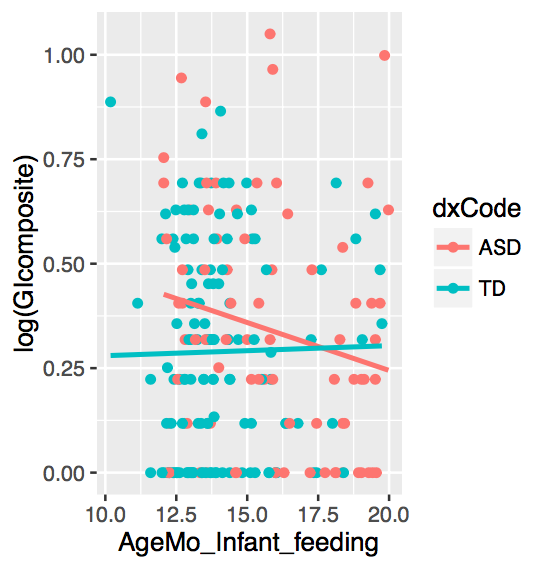 1.00
0.75
0.50
0.25
0.00
log(GIcomposite)
10.0 12.5 15.0 17.5 20.0
AgeMo_Infant_feeding
dxCode
ASD
TD